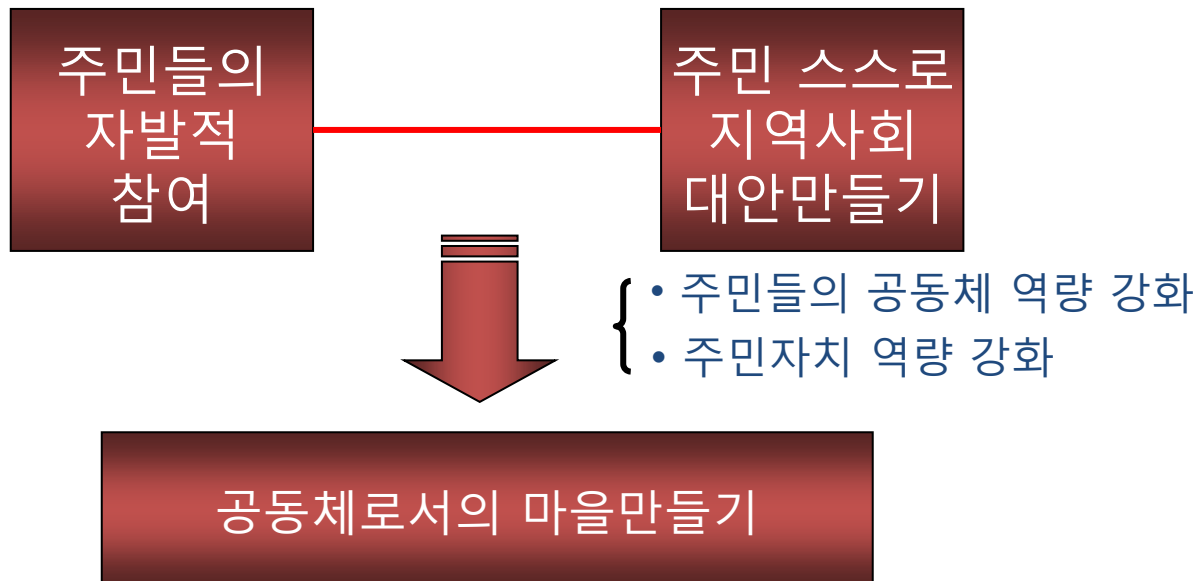 주민들의
자발적
참여
주민 스스로
지역사회
대안만들기
• 주민들의 공동체 역량 강화
• 주민자치 역량 강화
공동체로서의 마을만들기